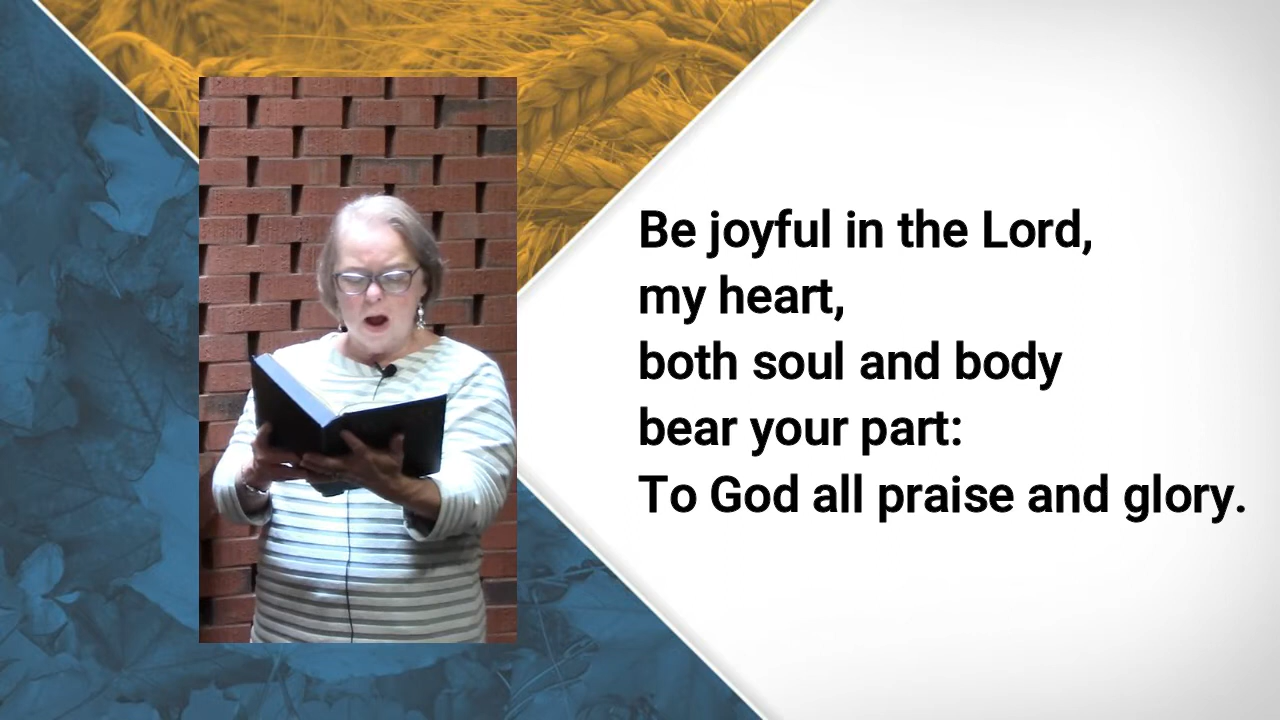 Be joyful in the Lord,
my heart,
both soul and body
bear your part:
To God all praise and glory.